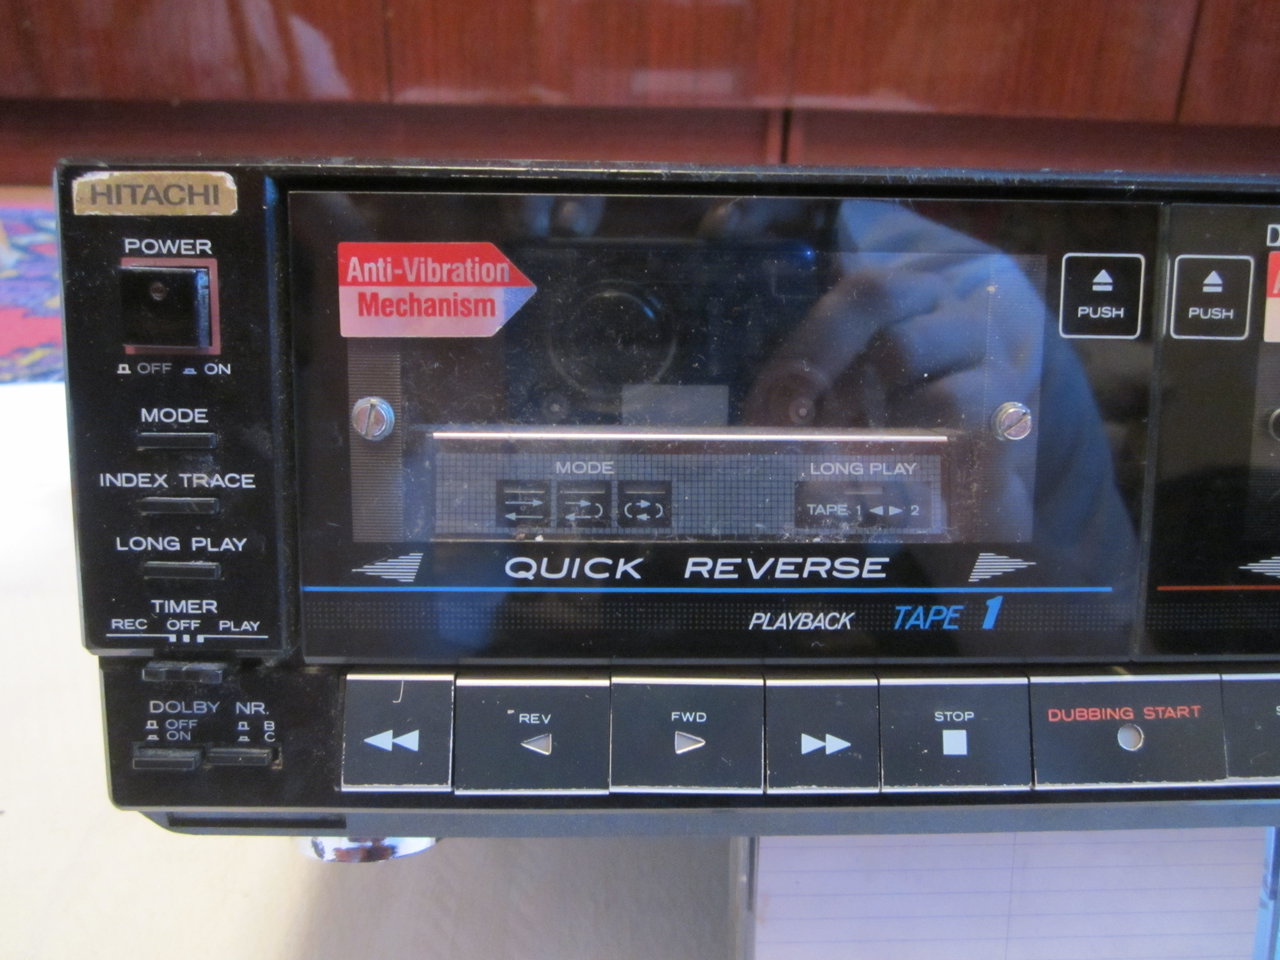 HITACHI
POWER
OFF ON
MODE
INDEX TRACE
LONG PLAY
TIMER
REC OFF PLAY
DOLBY NR.
OFF B
ON C
Anti-Vibration
Mechanism
PUSH
PUSH
MODE
LONG PLAY
TAPE 1 ◀ ▶ 2
QUICK REVERSE
PLAYBACK TAPE 1
REV
FWD
STOP
DUBBING START